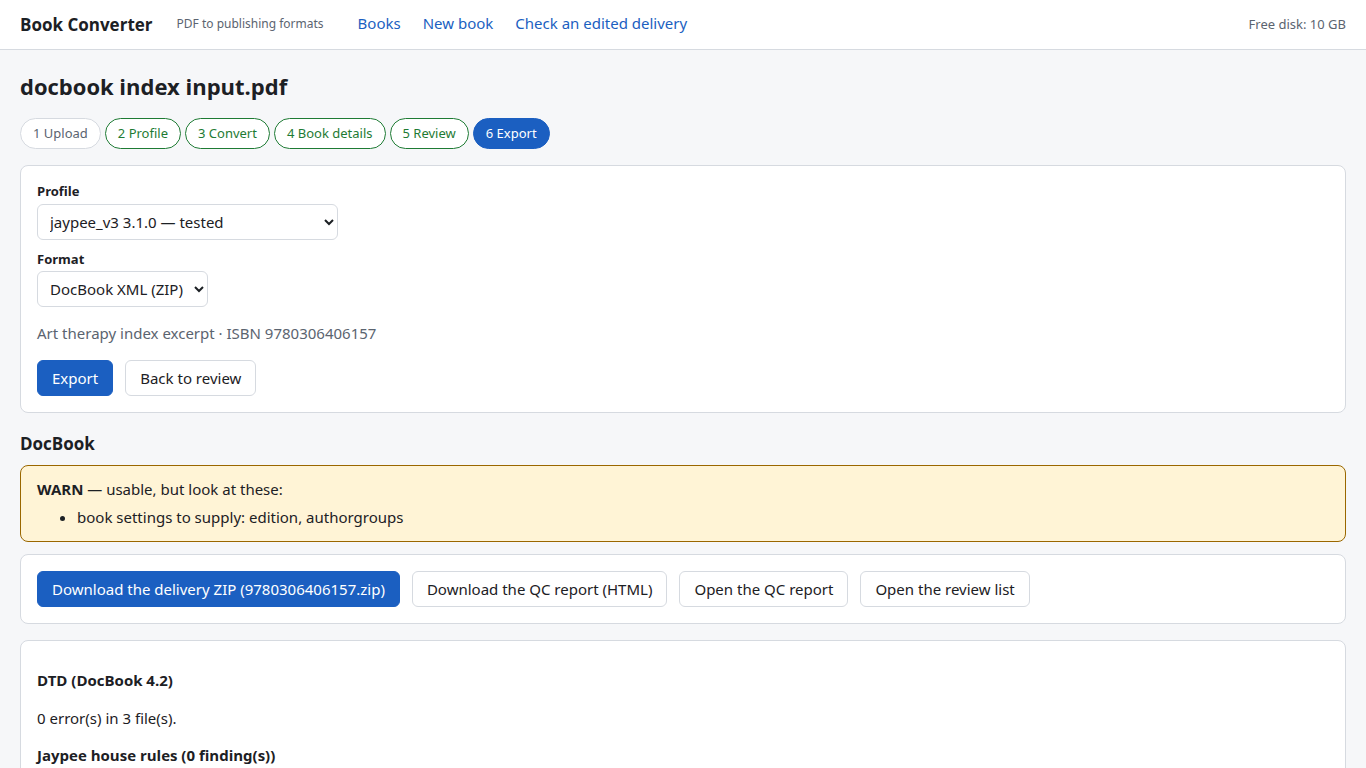 Book Converter PDF to publishing formats Books New book Check an edited delivery Free disk: 10 GB
docbook index input.pdf
1 Upload 2 Profile 3 Convert 4 Book details 5 Review 6 Export
Profile
jaypee_v3 3.1.0 — tested
Format
DocBook XML (ZIP)
Art therapy index excerpt · ISBN 9780306406157
Export Back to review
DocBook
WARN — usable, but look at these:
• book settings to supply: edition, authorgroups
Download the delivery ZIP (9780306406157.zip) Download the QC report (HTML) Open the QC report Open the review list
DTD (DocBook 4.2)
0 error(s) in 3 file(s).
Jaypee house rules (0 finding(s))